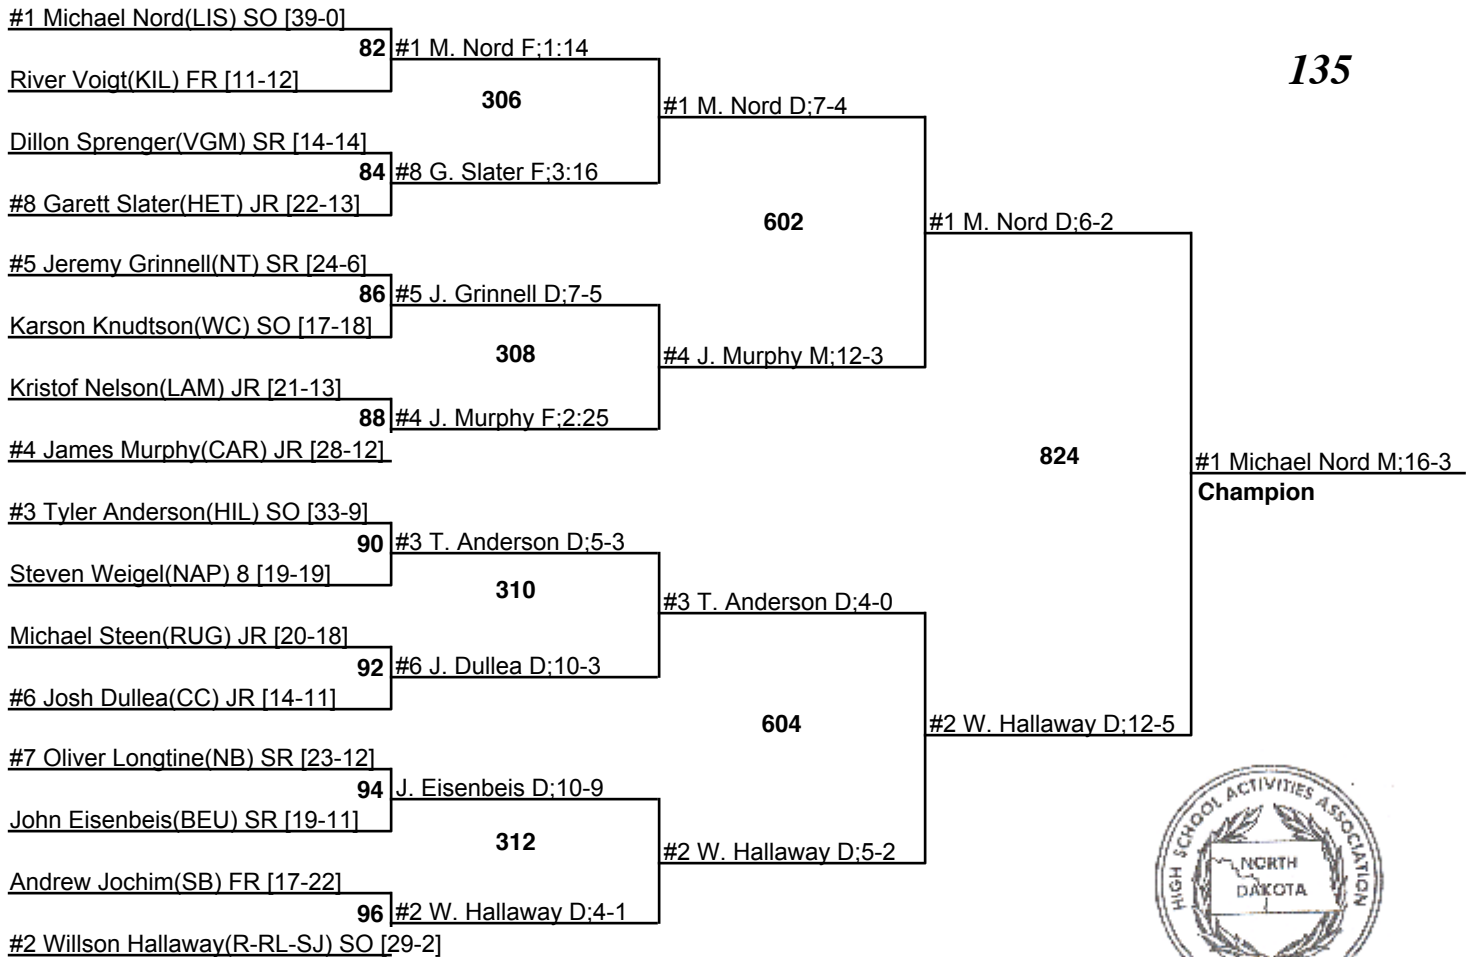 #1 Michael Nord(LIS) SO [39-0]
82
#1 M. Nord F;1:14
River Voigt(KIL) FR [11-12]
135
306
#1 M. Nord D;7-4
Dillon Sprenger(VGM) SR [14-14]
84
#8 G. Slater F;3:16
#8 Garett Slater(HET) JR [22-13]
602
#1 M. Nord D;6-2
#5 Jeremy Grinnell(NT) SR [24-6]
86
#5 J. Grinnell D;7-5
Karson Knudtson(WC) SO [17-18]
308
#4 J. Murphy M;12-3
Kristof Nelson(LAM) JR [21-13]
88
#4 J. Murphy F;2:25
#4 James Murphy(CAR) JR [28-12]
824
#1 Michael Nord M;16-3
Champion
#3 Tyler Anderson(HIL) SO [33-9]
90
#3 T. Anderson D;5-3
Steven Weigel(NAP) 8 [19-19]
310
#3 T. Anderson D;4-0
Michael Steen(RUG) JR [20-18]
92
#6 J. Dullea D;10-3
#6 Josh Dullea(CC) JR [14-11]
604
#2 W. Hallaway D;12-5
#7 Oliver Longtine(NB) SR [23-12]
94
J. Eisenbeis D;10-9
John Eisenbeis(BEU) SR [19-11]
312
#2 W. Hallaway D;5-2
Andrew Jochim(SB) FR [17-22]
96
#2 W. Hallaway D;4-1
#2 Willson Hallaway(R-RL-SJ) SO [29-2]
HIGH SCHOOL ACTIVITIES ASSOCIATION
NORTH
DAKOTA